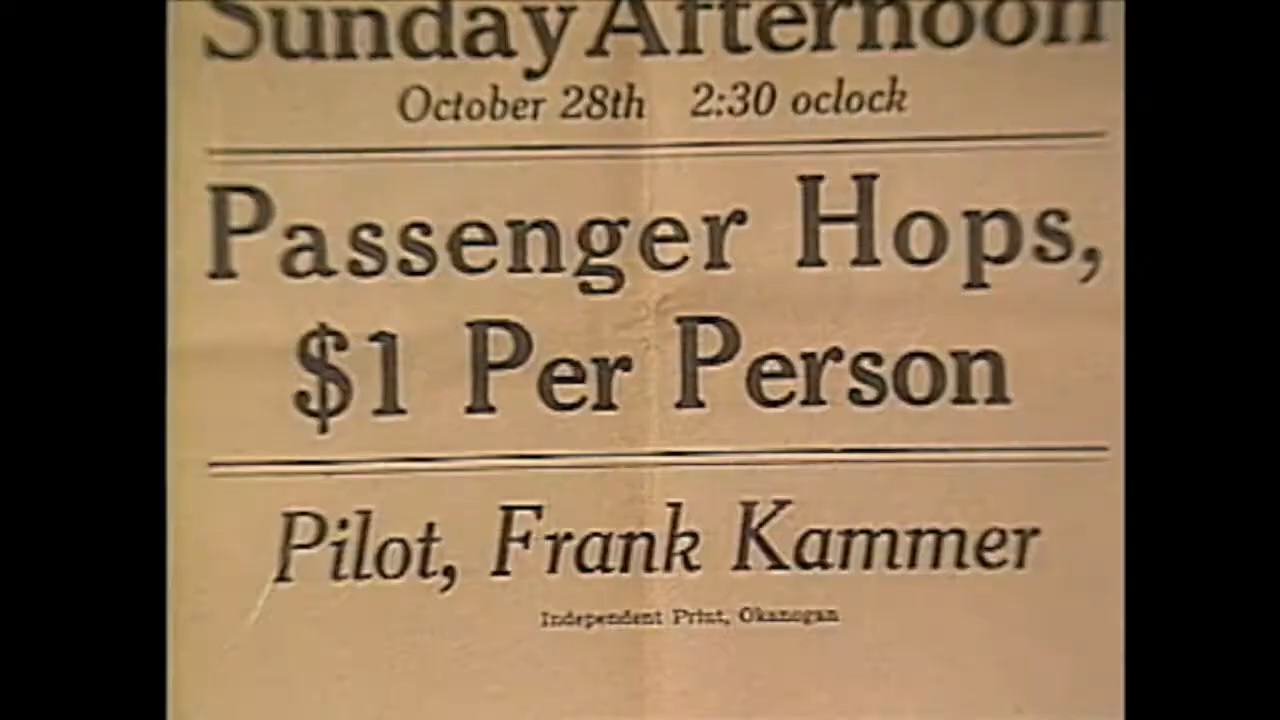 Sunday Afternoon
October 28th 2:30 oclock
Passenger Hops,
$1 Per Person
Pilot, Frank Kammer
Independent Print, Okanogan